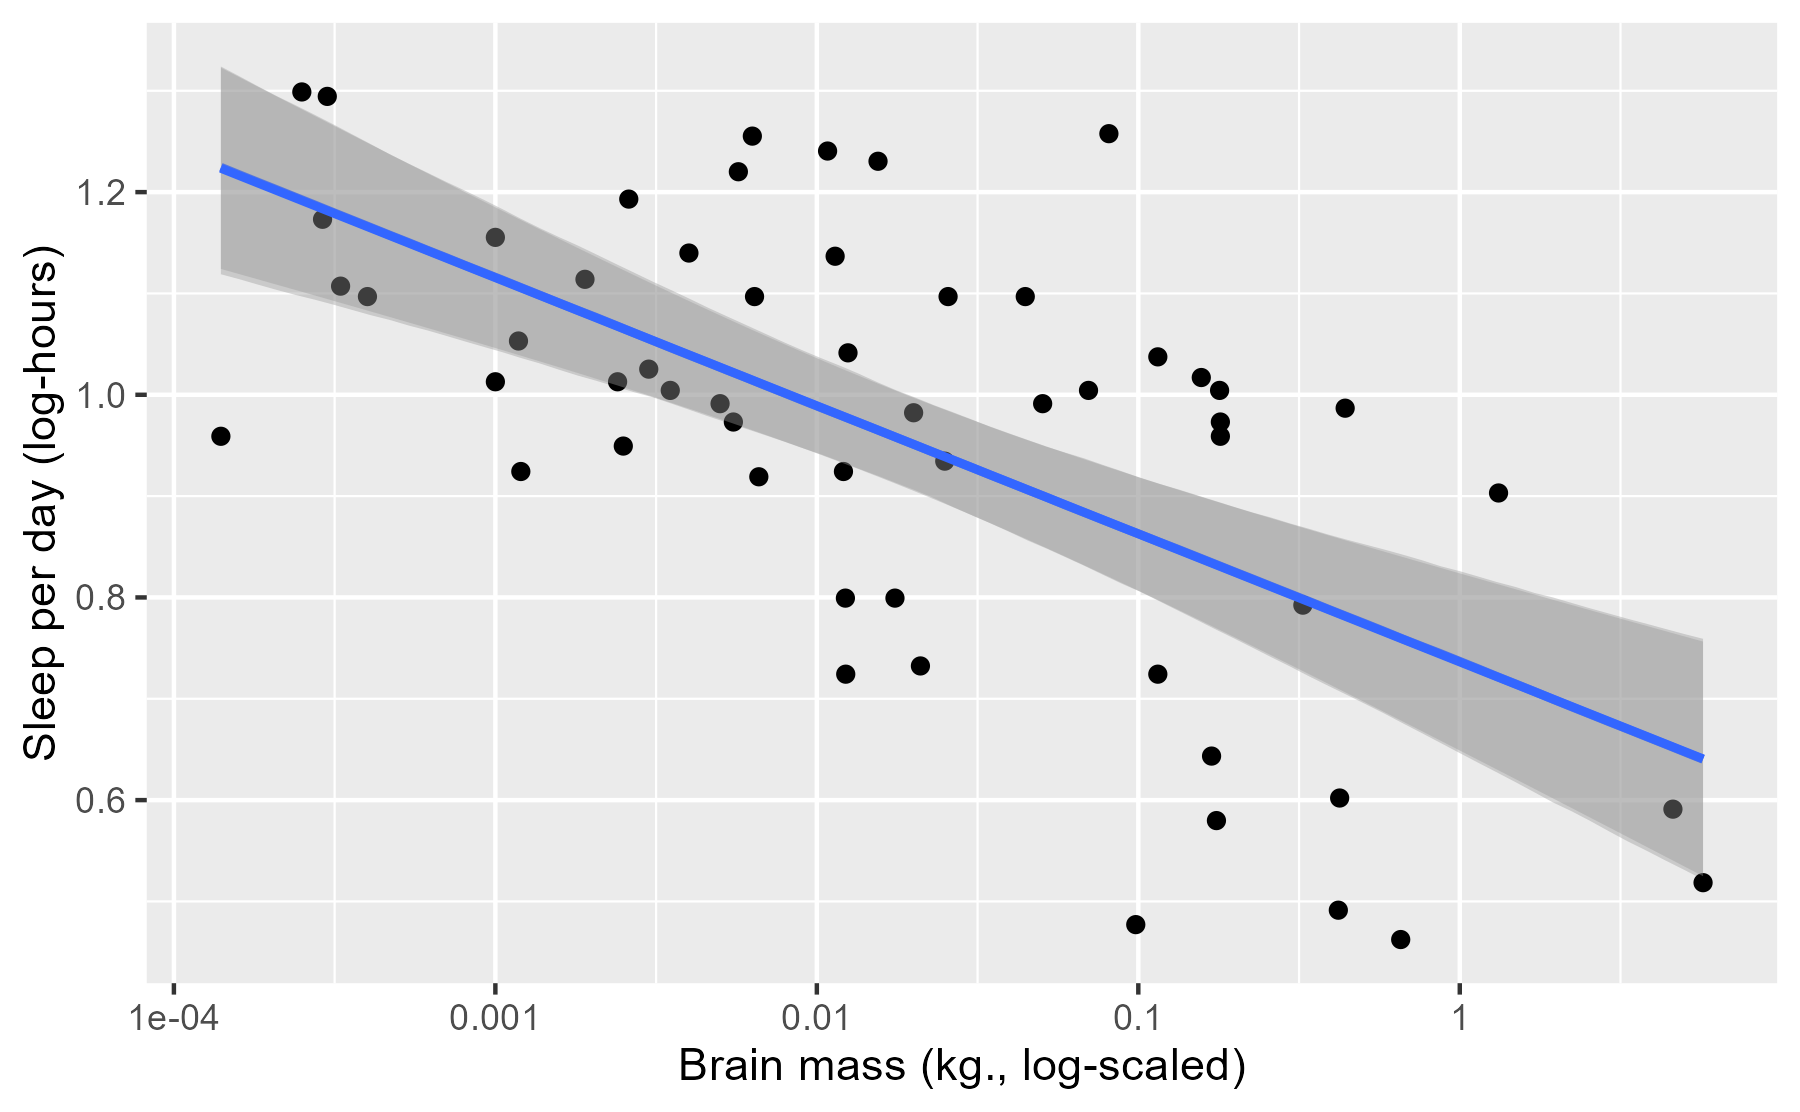 Sleep per day (log-hours)
1.2
1.0
0.8
0.6
1e-04 0.001 0.01 0.1 1
Brain mass (kg., log-scaled)